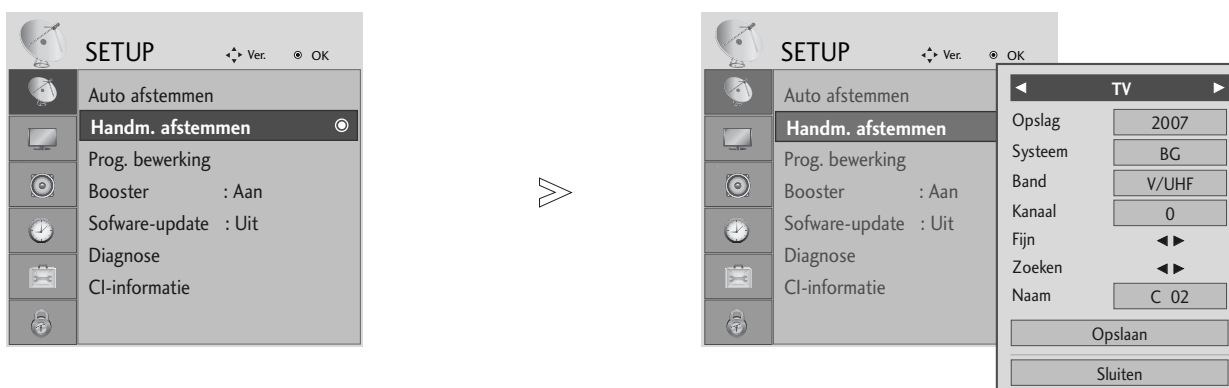 SETUP Ver. OK
Auto afstemmen
Handm. afstemmen
Prog. bewerking
Booster : Aan
Sofware-update : Uit
Diagnose
CI-informatie
SETUP Ver. OK
Auto afstemmen
Handm. afstemmen
Prog. bewerking
Booster : Aan
Sofware-update : Uit
Diagnose
CI-informatie
◄ TV ►
Opslag 2007
Systeem BG
Band V/UHF
Kanaal 0
Fijn ◄►
Zoeken ◄►
Naam C 02
Opslaan
Sluiten